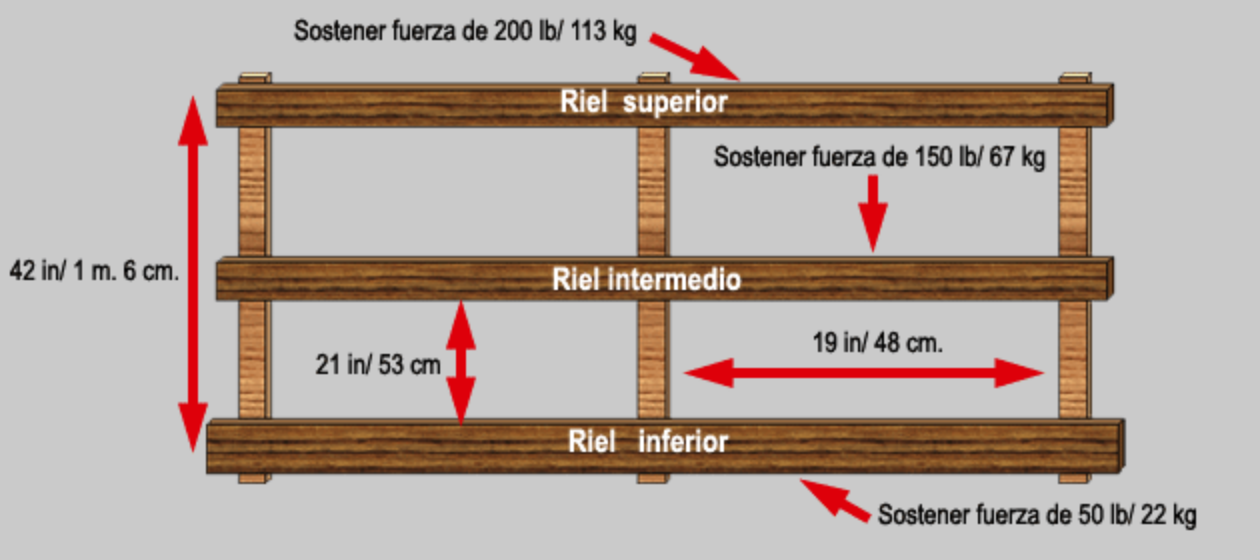 Sostener fuerza de 200 lb/ 113 kg
Riel superior
Sostener fuerza de 150 lb/ 67 kg
42 in/ 1 m. 6 cm.
Riel intermedio
19 in/ 48 cm.
21 in/ 53 cm
Riel inferior
Sostener fuerza de 50 lb/ 22 kg